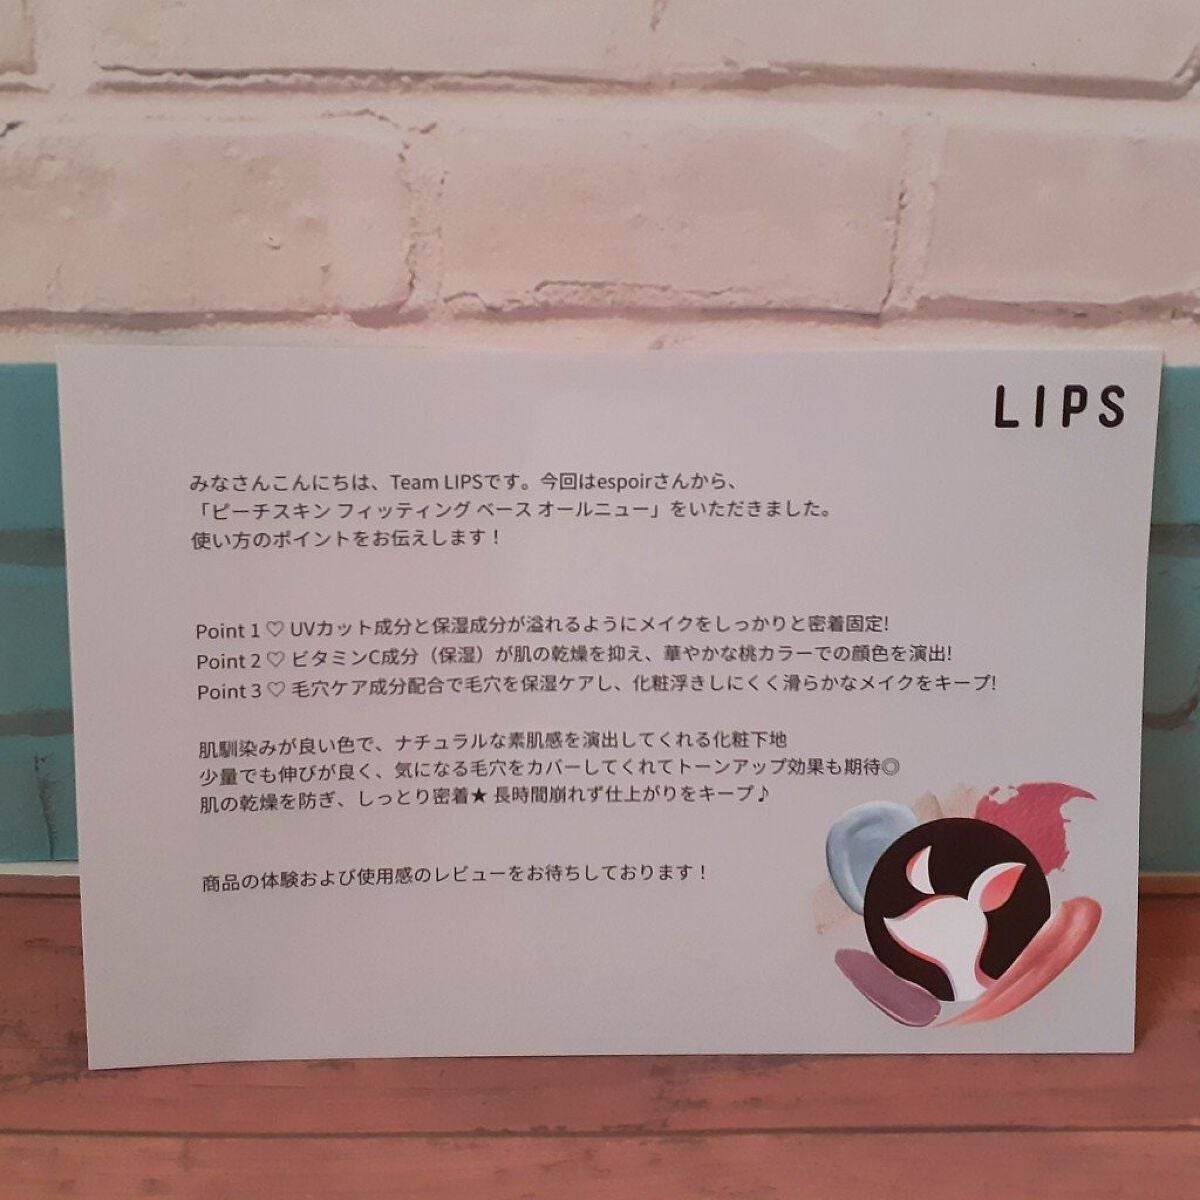 LIPS
みなさんこんにちは、Team LIPSです。今回はespoirさんから、
「ピーチスキン フィッティング ベース オールニュー」をいただきました。
使い方のポイントをお伝えします！
Point 1 ♡ UVカット成分と保湿成分が溢れるようにメイクをしっかりと密着固定!
Point 2 ♡ ビタミンC成分（保湿）が肌の乾燥を抑え、華やかな桃カラーでの顔色を演出!
Point 3 ♡ 毛穴ケア成分配合で毛穴を保湿ケアし、化粧浮きしにくく滑らかなメイクをキープ!
肌馴染みが良い色で、ナチュラルな素肌感を演出してくれる化粧下地
少量でも伸びが良く、気になる毛穴をカバーしてくれてトーンアップ効果も期待◎
肌の乾燥を防ぎ、しっとり密着★ 長時間崩れず仕上がりをキープ♪
商品の体験および使用感のレビューをお待ちしております！